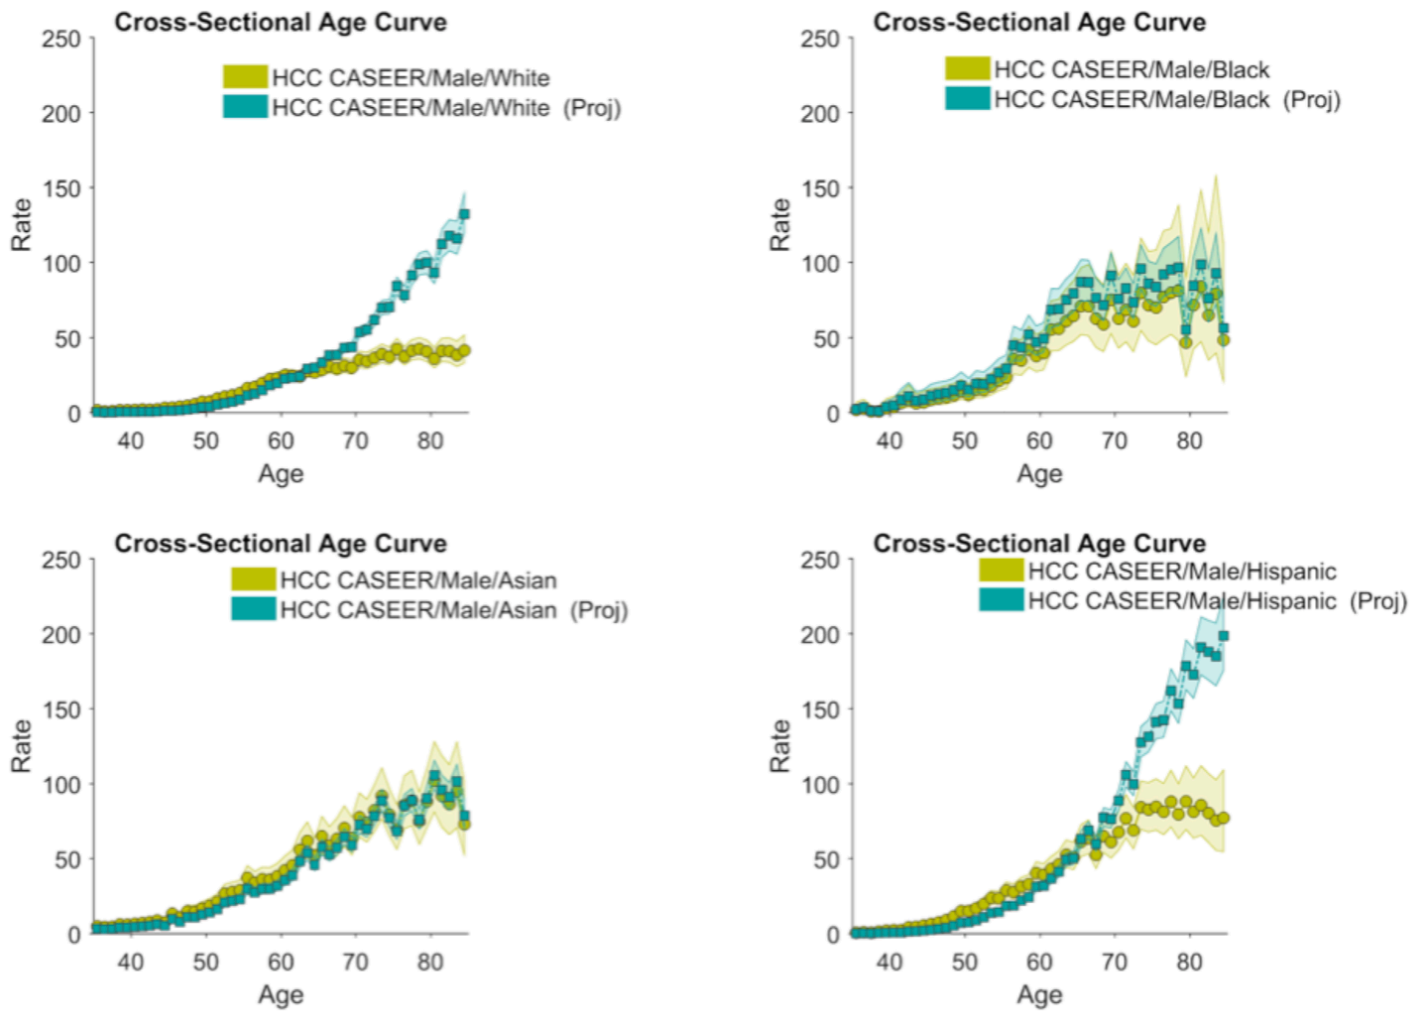 Cross-Sectional Age Curve
250
200
150
100
50
0
Rate
HCC CASEER/Male/White
HCC CASEER/Male/White (Proj)
40 50 60 70 80
Age
Cross-Sectional Age Curve
250
200
150
100
50
0
Rate
HCC CASEER/Male/Black
HCC CASEER/Male/Black (Proj)
40 50 60 70 80
Age
Cross-Sectional Age Curve
250
200
150
100
50
0
Rate
HCC CASEER/Male/Asian
HCC CASEER/Male/Asian (Proj)
40 50 60 70 80
Age
Cross-Sectional Age Curve
250
200
150
100
50
0
Rate
HCC CASEER/Male/Hispanic
HCC CASEER/Male/Hispanic (Proj)
40 50 60 70 80
Age